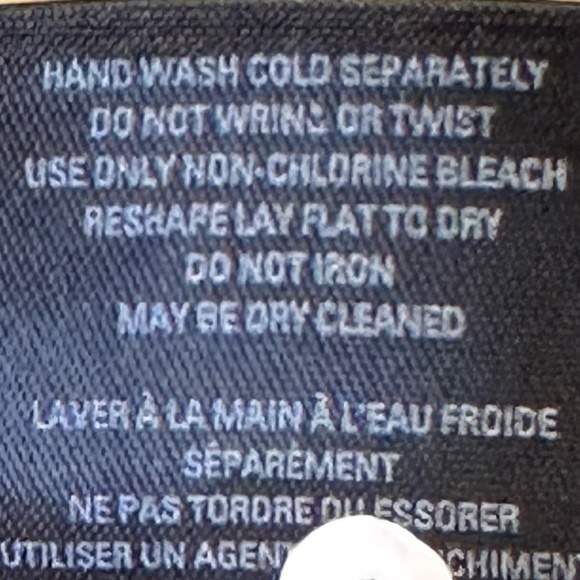 HAND WASH COLD SEPARATELY
DO NOT WRING OR TWIST
USE ONLY NON-CHLORINE BLEACH
RESHAPE LAY FLAT TO DRY
DO NOT IRON
MAY BE DRY CLEANED
LAVER À LA MAIN À L'EAU FROIDE
SÉPARÉMENT
NE PAS TORDRE OU ESSORER
UTILISER UN AGENT